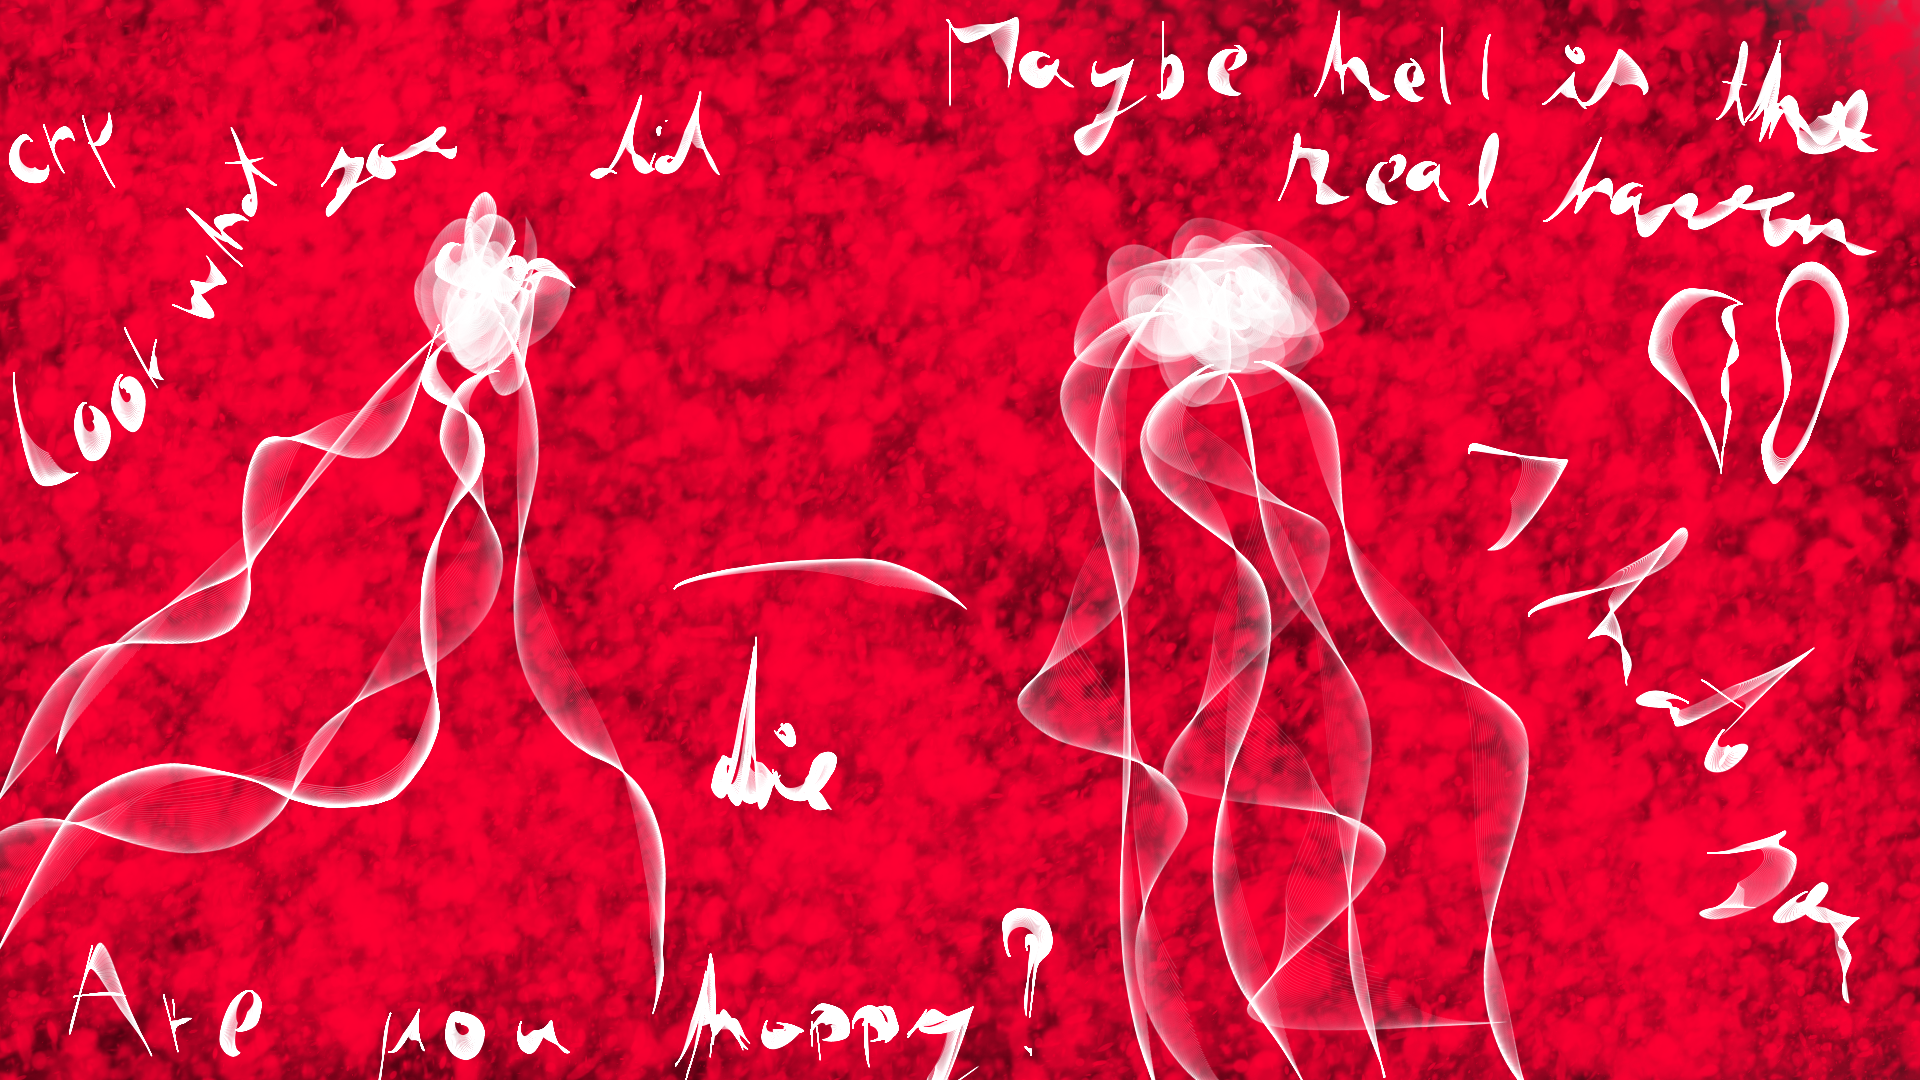 cry
Look what you did
Maybe hell is the
real heaven
die
Are you happy?